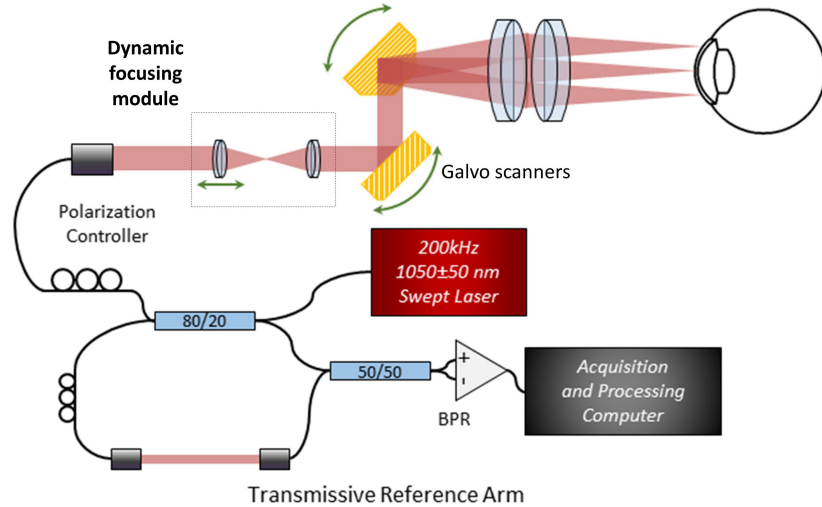 Dynamic
focusing
module
Galvo scanners
Polarization
Controller
200kHz
1050±50 nm
Swept Laser
80/20
50/50
+
-
BPR
Acquisition
and Processing
Computer
Transmissive Reference Arm